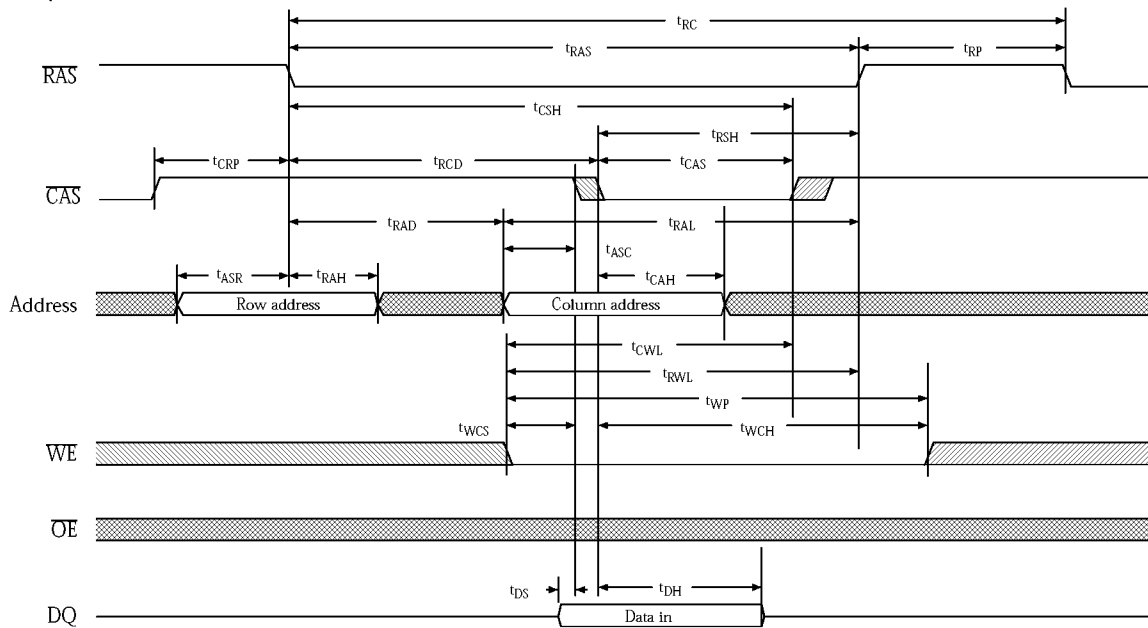 tRC
tRAS
tRP
RAS
tCSH
tRSH
tCRP
tRCD
tCAS
CAS
tRAD
tRAL
tASC
tASR
tRAH
tCAH
Address
Row address
Column address
tCWL
tRWL
tWP
tWCS
tWCH
WE
OE
tDS
tDH
DQ
Data in